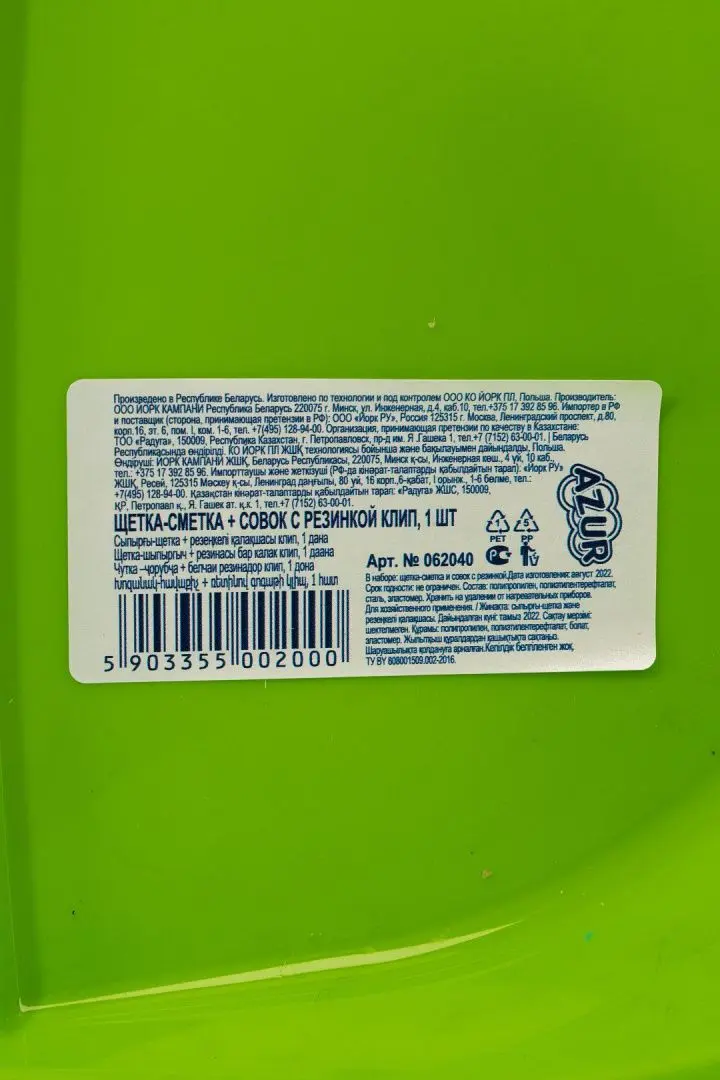 Произведено в Республике Беларусь. Изготовлено по технологии и под контролем ООО КО ЙОРК ПЛ, Польша. Производитель:
ООО ЙОРК КАМПАНИ Республика Беларусь 220075 г. Минск, ул. Инженерная, д.4, каб.10, тел.+375 17 392 85 96. Импортер в РФ
и поставщик (сторона, принимающая претензии в РФ): ООО «Йорк РУ», Россия 125315 г. Москва, Ленинградский проспект, д.80,
корп.16, эт. 6, пом. I. ком. 1-6, тел. +7(495) 128-94-00. Организация, принимающая претензии по качеству в Казахстане:
ТОО «Радуга», 150009, Республика Казахстан, г. Петропавловск, пр-д им. Я .Гашека 1, тел.+7 (7152) 63-00-01. | Беларусь
Республикасында өндірілді. КО ЙОРК ПЛ ЖШҚ технологиясы бойынша және бақылауымен дайындалды, Польша.
Өндіруші: ЙОРК КАМПАНИ ЖШҚ, Беларусь Республикасы, 220075, Минск қ-сы, Инженерная көш., 4 үй, 10 каб.,
тел.: +375 17 392 85 96. Импорттаушы және жеткізуші (РФ-да кінәрат-талаптарды қабылдайтын тарап): «Йорк РУ»
ЖШҚ, Ресей, 125315 Мәскеу қ-сы, Ленинград даңғылы, 80 үй, 16 корп.,6-қабат, I орынж., 1-6 бөлме, тел.:
+7(495) 128-94-00. Қазақстан кінәрат-талаптарды қабылдайтын тарап: «Радуга» ЖШС, 150009,
ҚР, Петропавл қ., Я. Гашек ат. қ.к. 1, тел.:+7 (7152) 63-00-01.
ЩЕТКА-СМЕТКА + СОВОК С РЕЗИНКОЙ КЛИП, 1 ШТ
Сыпырғы-щетка + резеңкелі қалақшасы клип, 1 дана
Щетка-шыпыргыч + резинасы бар калак клип, 1 даана
Чутка –ҷорубча + белчаи резинадор клип, 1 дона
Խոզանակ-հավաքիչ + ռետինով գոգաթի կլիպ, 1 հատ
5 903355 002000
1
PET
5
PP
Арт. № 062040
AZUR
В наборе: щетка-сметка и совок с резинкой.Дата изготовления: август 2022.
Срок годности: не ограничен. Состав: полипропилен, полиэтилентерефталат,
сталь, эластомер. Хранить на удалении от нагревательных приборов.
Для хозяйственного применения. / Жинақта: сыпырғы-щетка және
резеңкелі қалақшасы. Дайындалған күні: тамыз 2022. Сақтау мерзімі:
шектелмеген. Құрамы: полипропилен, полиэтилентерефталат, болат,
эластомер. Жылытқыш құралдардан қашықтықта сақтаңыз.
Шаруашылықта қолдануға арналған.Кепілдік белгіленген жоқ.
ТУ BY 808001509.002-2016.